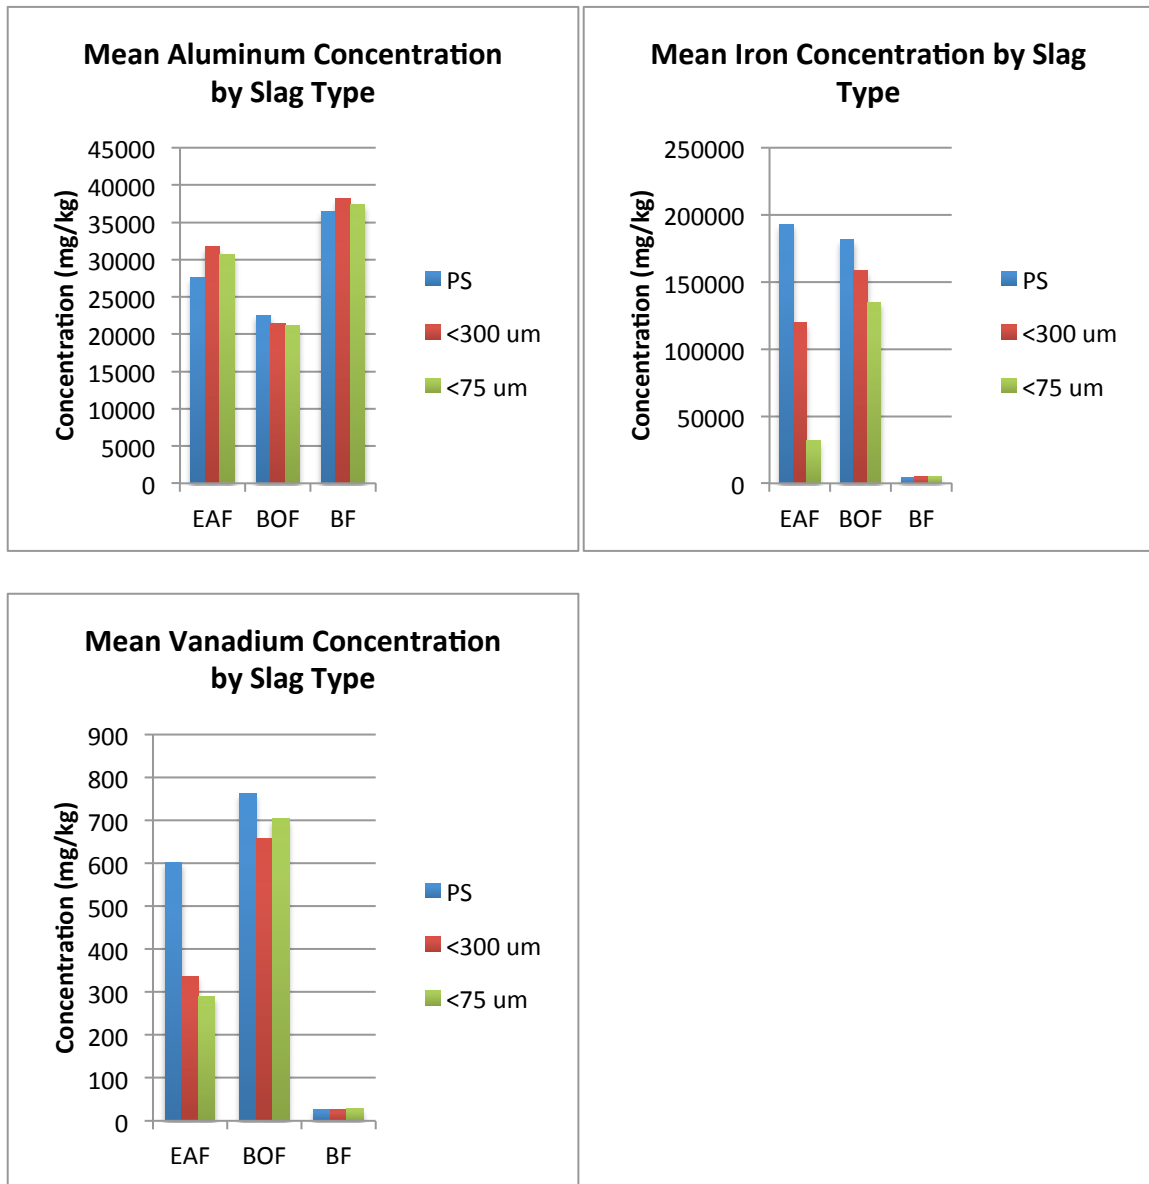 Mean Aluminum Concentration
by Slag Type
Concentration (mg/kg)
45000
40000
35000
30000
25000
20000
15000
10000
5000
0
EAF BOF BF
PS
<300 um
<75 um
Mean Iron Concentration by Slag
Type
Concentration (mg/kg)
250000
200000
150000
100000
50000
0
EAF BOF BF
PS
<300 um
<75 um
Mean Vanadium Concentration
by Slag Type
Concentration (mg/kg)
900
800
700
600
500
400
300
200
100
0
EAF BOF BF
PS
<300 um
<75 um